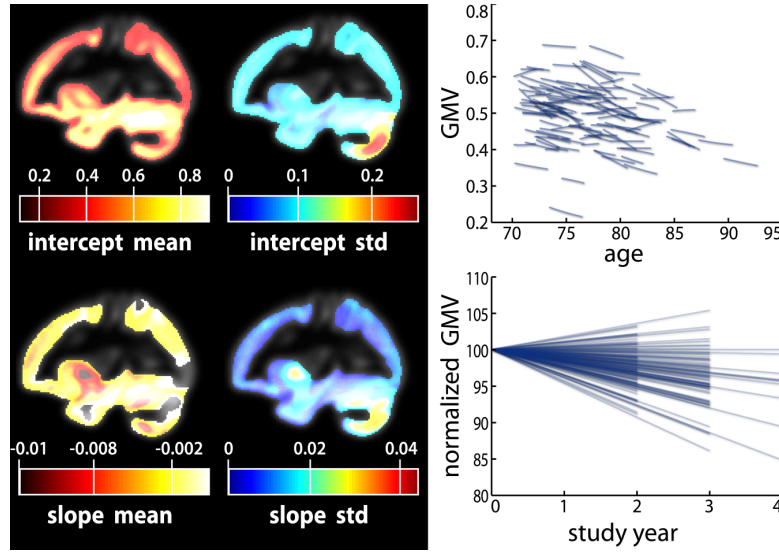 0.2 0.4 0.6 0.8
intercept mean
0 0.1 0.2
intercept std
-0.01 -0.008 -0.002
slope mean
0 0.02 0.04
slope std
0.8
0.7
0.6
0.5
0.4
0.3
0.2
GMV
70 75 80 85 90 95
age
110
105
100
95
90
85
80
normalized GMV
0 1 2 3 4
study year